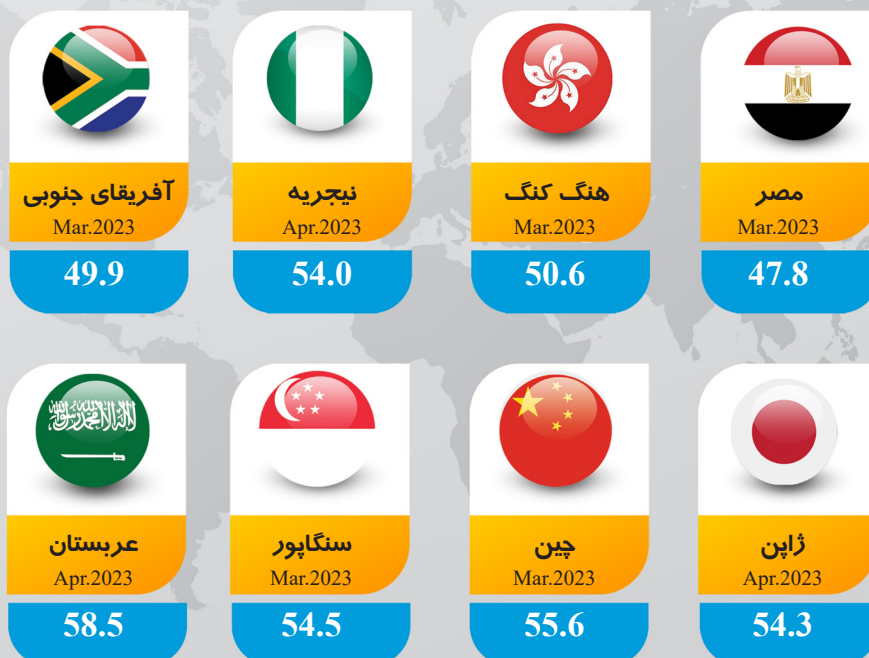 آفریقای جنوبی
Mar.2023
49.9
نیجریه
Apr.2023
54.0
هنگ کنگ
Mar.2023
50.6
مصر
Mar.2023
47.8
عربستان
Apr.2023
58.5
سنگاپور
Mar.2023
54.5
چین
Mar.2023
55.6
ژاپن
Apr.2023
54.3